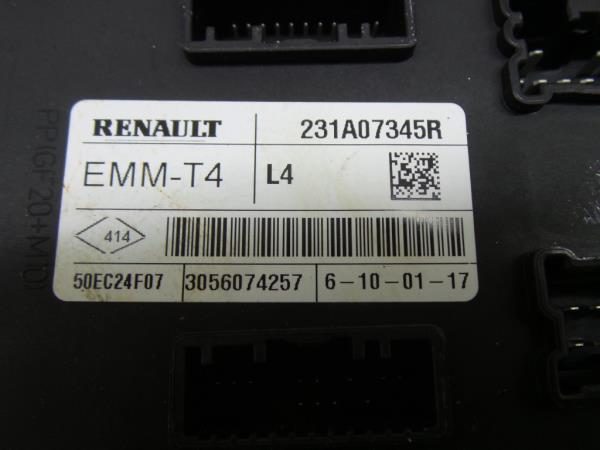 RENAULT 231A07345R
EMM-T4 L4
414
50EC24F07 3056074257 6-10-01-17